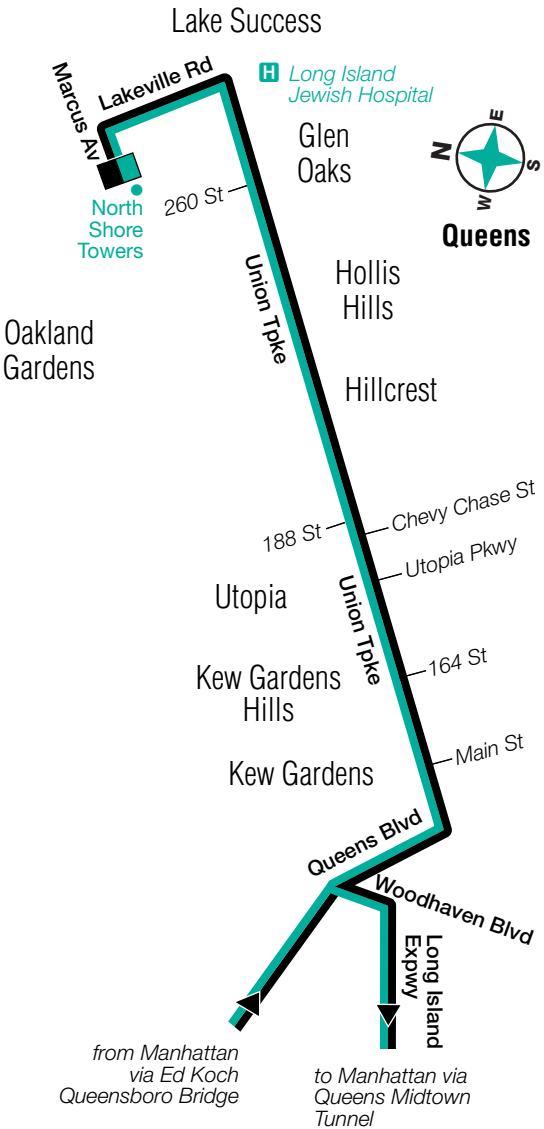 Lake Success
Marcus Av
Lakeville Rd
H Long Island
Jewish Hospital
Glen
Oaks
N
E
S
W
Queens
North
Shore
Towers
260 St
Union Tpke
Hollis
Hills
Oakland
Gardens
Hillcrest
Chevy Chase St
188 St
Utopia Pkwy
Utopia
Union Tpke
164 St
Kew Gardens
Hills
Main St
Kew Gardens
Queens Blvd
Woodhaven Blvd
Long Island
Expwy
from Manhattan
via Ed Koch
Queensboro Bridge
to Manhattan via
Queens Midtown
Tunnel